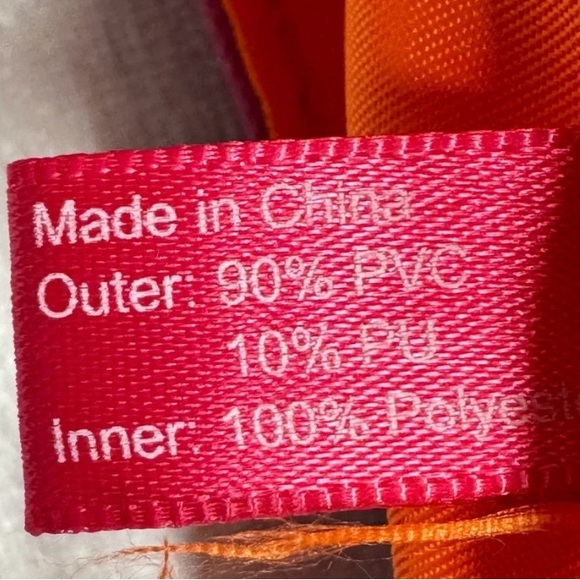 Made in China
Outer: 90% PVC
10% PU
Inner: 100% Polyest